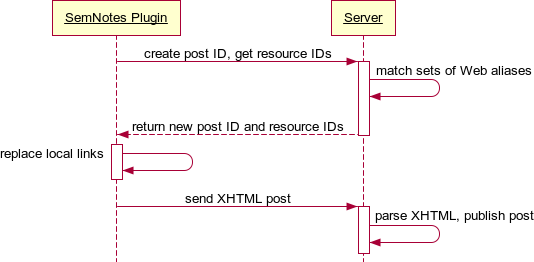 SemNotes Plugin
Server
create post ID, get resource IDs
match sets of Web aliases
return new post ID and resource IDs
replace local links
send XHTML post
parse XHTML, publish post